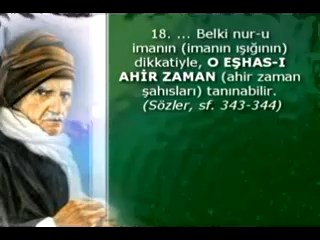 18. ... Belki nur-u
imanın (imanın ışığının)
dikkatiyle, O EŞHAS-I
AHİR ZAMAN (ahir zaman
şahısları) tanınabilir.
(Sözler, sf. 343-344)